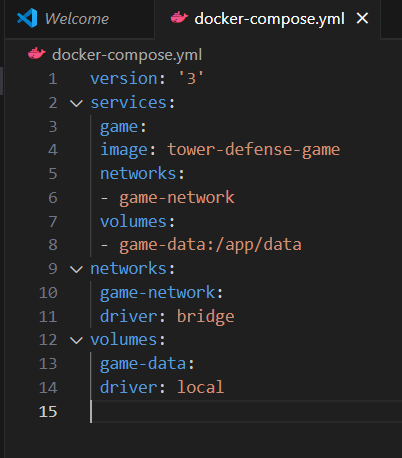 Welcome docker-compose.yml ×
docker-compose.yml
1 version: '3'
2 services:
3  game:
4  image: tower-defense-game
5  networks:
6  - game-network
7  volumes:
8  - game-data:/app/data
9 networks:
10  game-network:
11  driver: bridge
12 volumes:
13  game-data:
14  driver: local
15